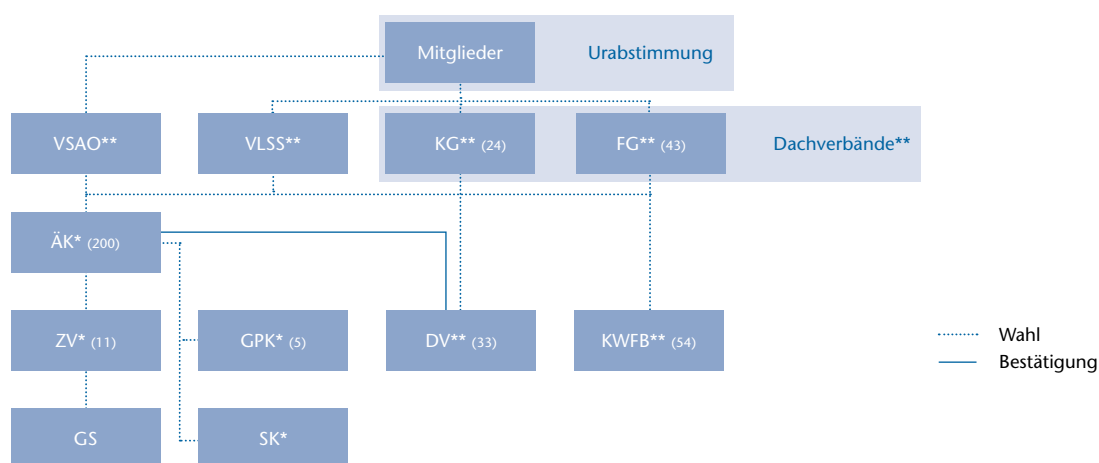 Mitglieder
Urabstimmung
VSAO**
VLSS**
KG** (24)
FG** (43)
Dachverbände**
ÄK* (200)
ZV* (11)
GPK* (5)
DV** (33)
KWFB** (54)
Wahl
Bestätigung
GS
SK*